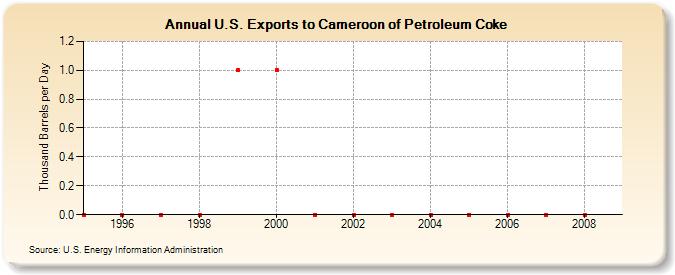 Annual U.S. Exports to Cameroon of Petroleum Coke
Thousand Barrels per Day
1.2
1.0
0.8
0.6
0.4
0.2
0.0
1996 1998 2000 2002 2004 2006 2008
Source: U.S. Energy Information Administration